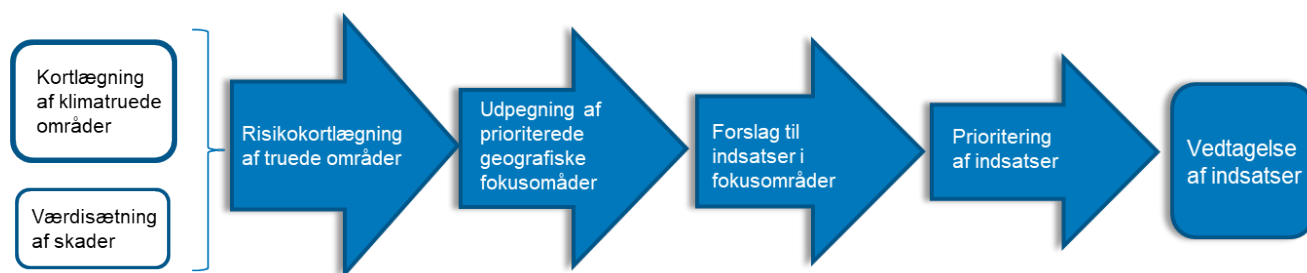 Kortlægning
af klimatruede
områder
Værdisætning
af skader
Risikokortlægning
af truede områder
Udpegning af
prioriterede
geografiske
fokusomåder
Forslag til
indsatser i
fokusområder
Prioritering
af indsatser
Vedtagelse
af indsatser